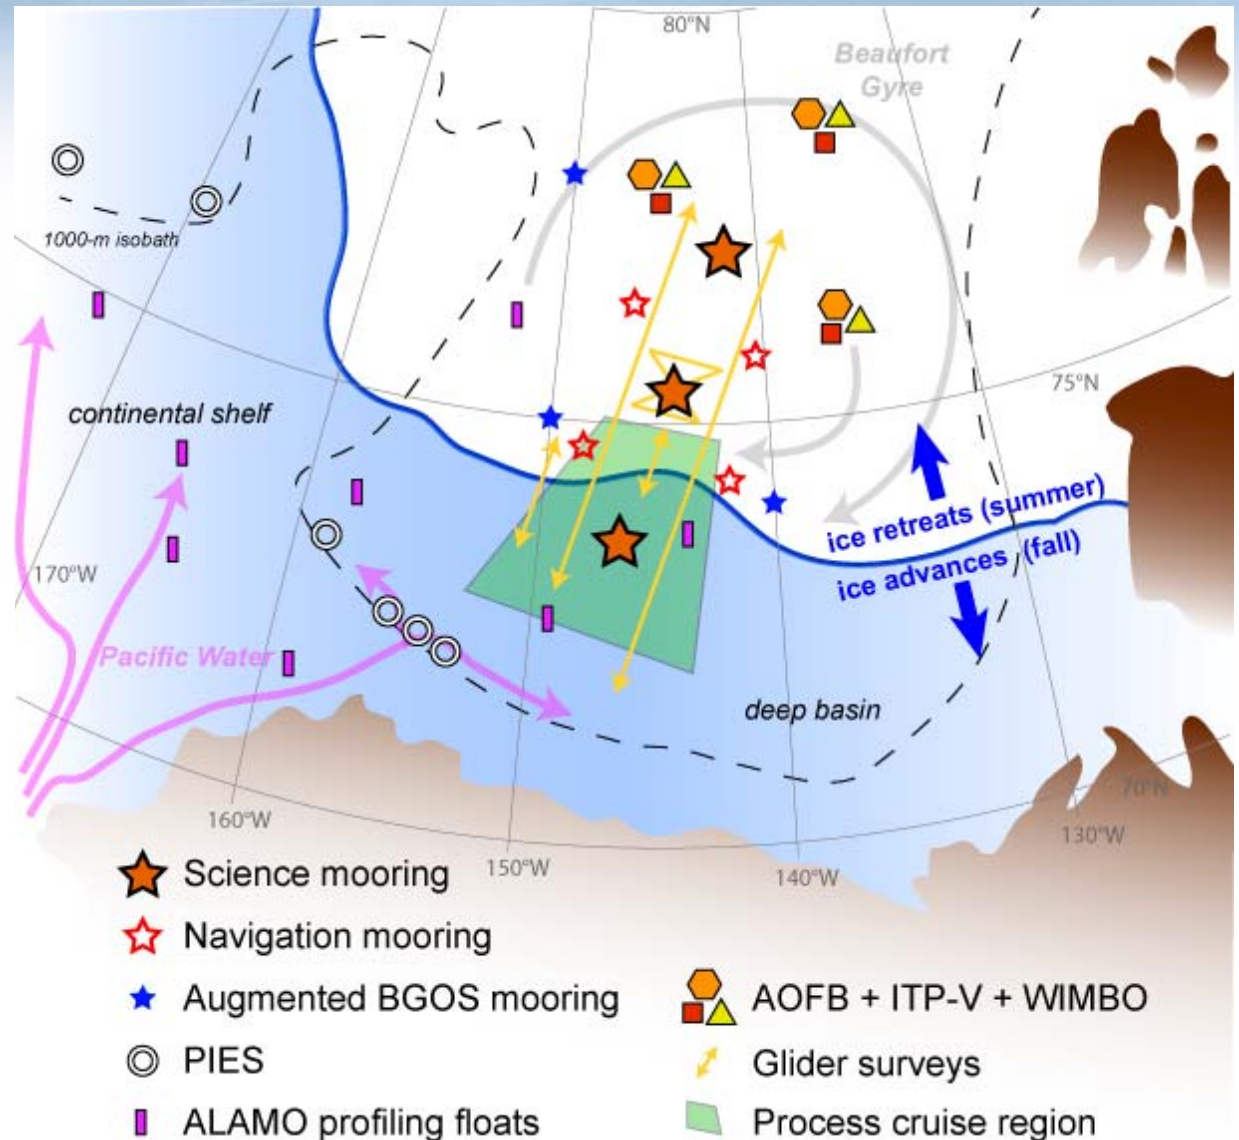 80°N
Beaufort
Gyre
1000-m isobath
75°N
continental shelf
ice retreats (summer)
ice advances (fall)
170°W
Pacific Water
deep basin
70°N
160°W
130°W
150°W
140°W
Science mooring
Navigation mooring
Augmented BGOS mooring
AOFB + ITP-V + WIMBO
PIES
Glider surveys
ALAMO profiling floats
Process cruise region